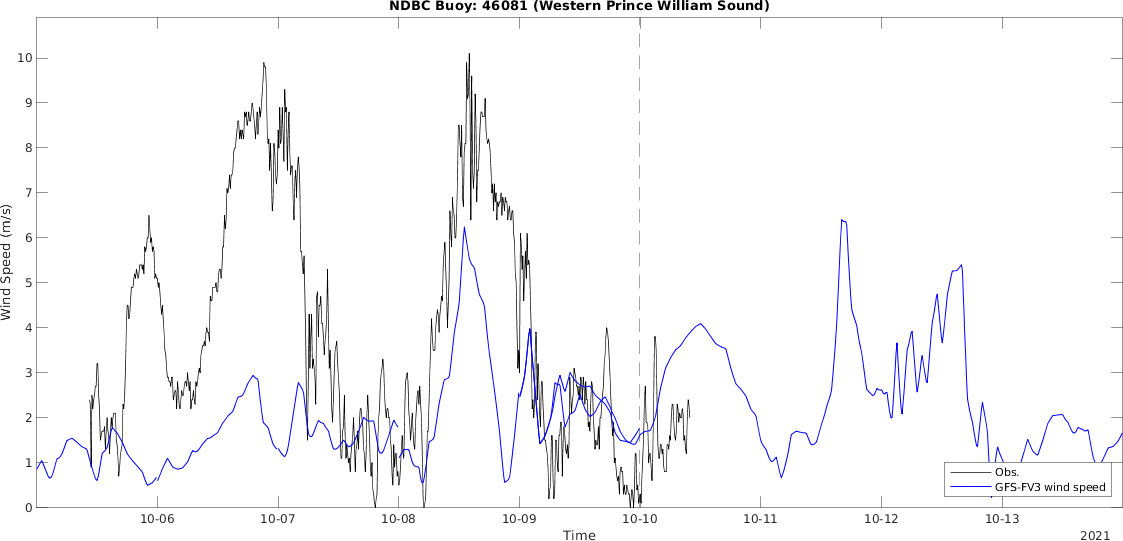 NDBC Buoy: 46081 (Western Prince William Sound)
10
9
8
7
6
5
4
3
2
1
0
Wind Speed (m/s)
Obs.
GFS-FV3 wind speed
10-06 10-07 10-08 10-09 10-10 10-11 10-12 10-13
Time
2021